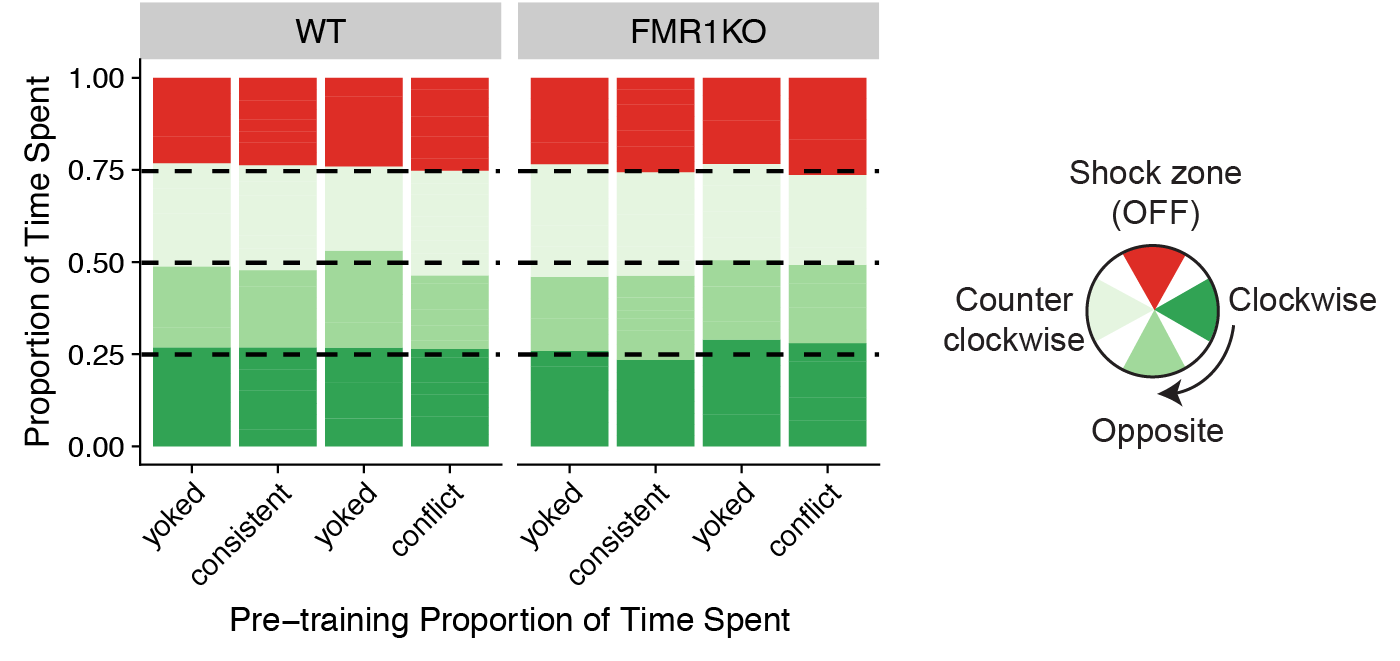 WT
FMR1KO
Proportion of Time Spent
1.00
0.75
0.50
0.25
0.00
yoked
consistent
yoked
conflict
yoked
consistent
yoked
conflict
Pre−training Proportion of Time Spent
Shock zone
(OFF)
Counter
clockwise
Clockwise
Opposite